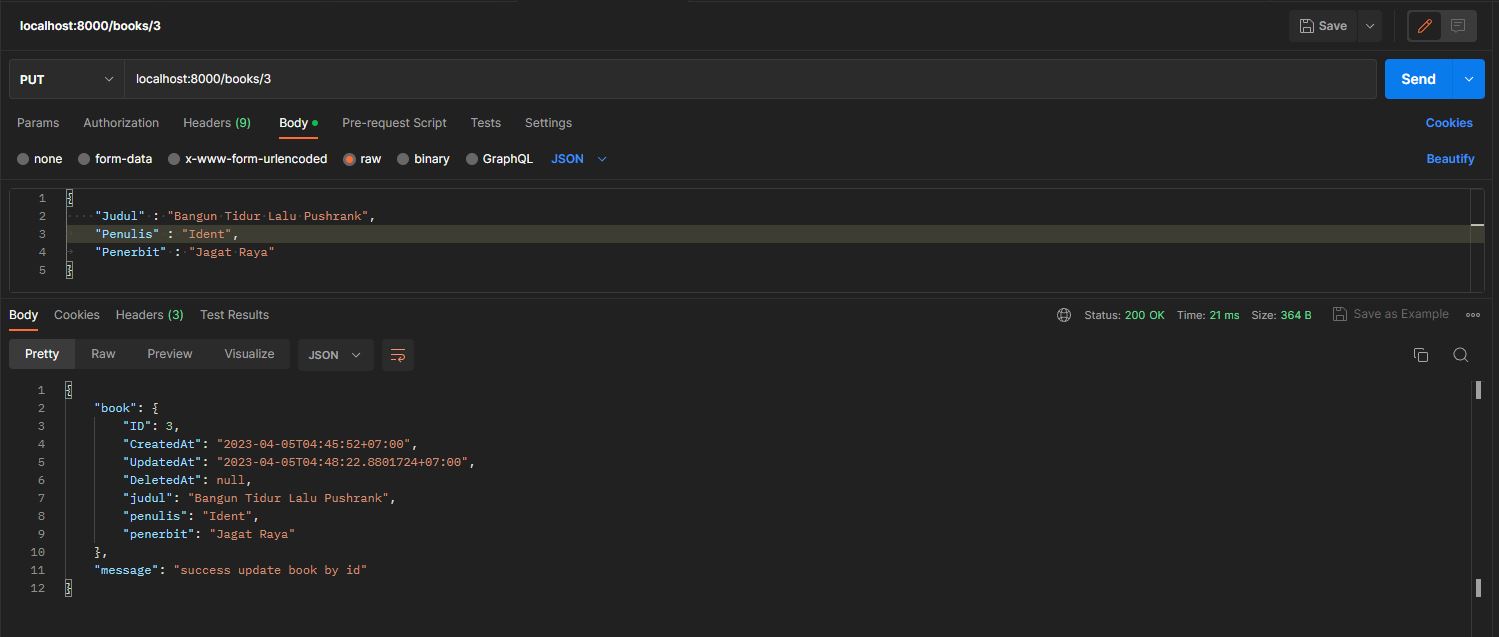 localhost:8000/books/3
Save
PUT localhost:8000/books/3 Send
Params Authorization Headers (9) Body Pre-request Script Tests Settings Cookies
none form-data x-www-form-urlencoded raw binary GraphQL JSON Beautify
1 {
2 "Judul" : "Bangun Tidur Lalu Pushrank",
3 "Penulis" : "Ident",
4 "Penerbit" : "Jagat Raya"
5 }
Body Cookies Headers (3) Test Results Status: 200 OK Time: 21 ms Size: 364 B Save as Example
Pretty Raw Preview Visualize JSON
1 {
2 "book": {
3 "ID": 3,
4 "CreatedAt": "2023-04-05T04:45:52+07:00",
5 "UpdatedAt": "2023-04-05T04:48:22.8801724+07:00",
6 "DeletedAt": null,
7 "judul": "Bangun Tidur Lalu Pushrank",
8 "penulis": "Ident",
9 "penerbit": "Jagat Raya"
10 },
11 "message": "success update book by id"
12 }